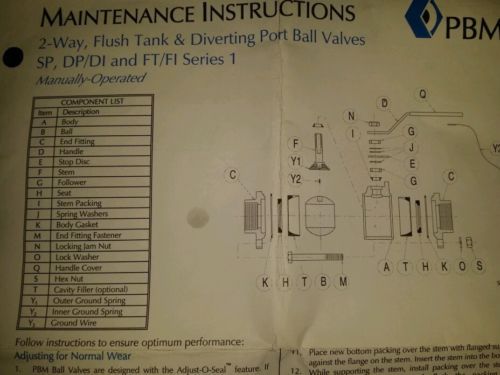 MAINTENANCE INSTRUCTIONS
PBM
2-Way, Flush Tank & Diverting Port Ball Valves
SP, DP/DI and FT/FI Series 1
Manually-Operated
COMPONENT LIST
Item Description
A Body
B Ball
C End Fitting
D Handle
E Stop Disc
F Stem
G Follower
H Seat
I Stem Packing
J Spring Washers
K Body Gasket
M End Fitting Fastener
N Locking Jam Nut
O Lock Washer
Q Handle Cover
S Hex Nut
T Cavity Filler (optional)
Y1 Outer Ground Spring
Y2 Inner Ground Spring
Y3 Ground Wire
D Q
N
I G
F J
Y1 E
Y2 G
C C
K H T B M A T H K O S
Follow instructions to ensure optimum performance:
Adjusting for Normal Wear
1. PBM Ball Valves are designed with the Adjust-O-Seal™ feature. If
11. Place new bottom packing over the stem with flanged su
against the flange on the stem. Insert the stem into the bo
12. While supporting the stem, install packing over the